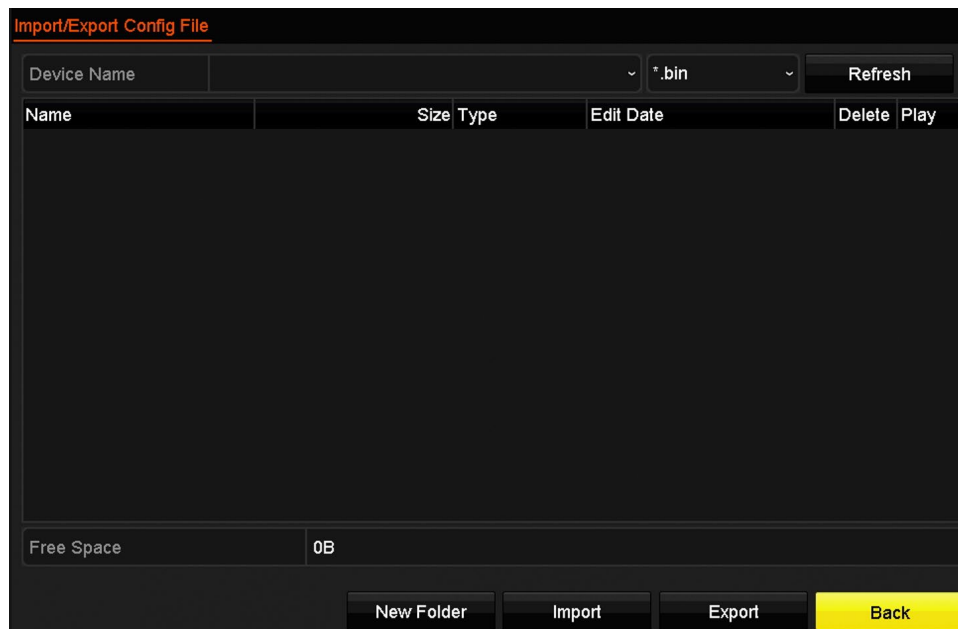 Import/Export Config File
Device Name *.bin Refresh
Name Size Type Edit Date Delete Play
Free Space 0B
New Folder Import Export Back